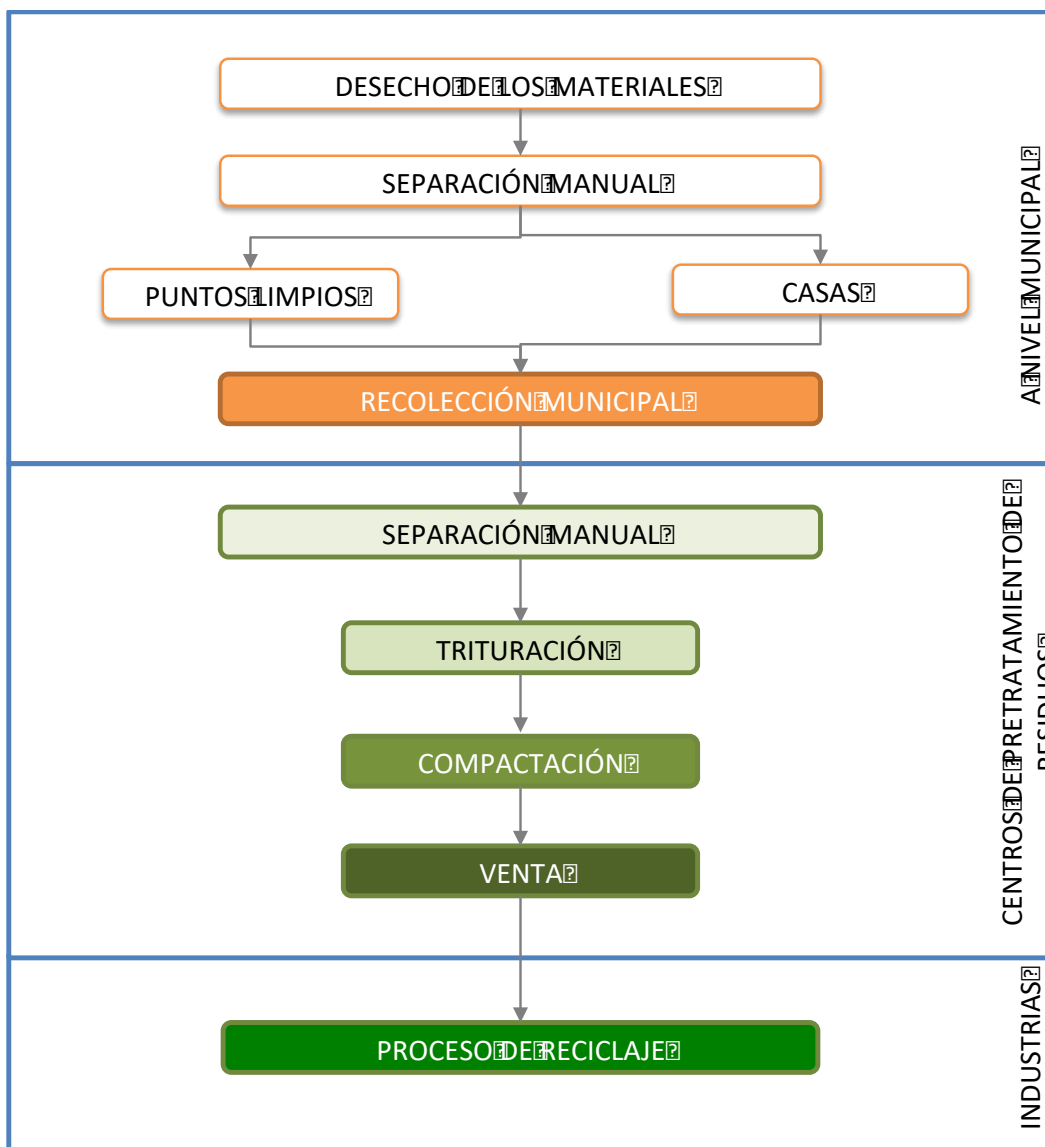 DESECHO DE LOS MATERIALES
SEPARACIÓN MANUAL
PUNTOS LIMPIOS
CASAS
RECOLECCIÓN MUNICIPAL
A NIVEL MUNICIPAL
SEPARACIÓN MANUAL
TRITURACIÓN
COMPACTACIÓN
VENTA
CENTROS DE PRETRATAMIENTO DE
RESIDUOS
PROCESO DE RECICLAJE
INDUSTRIAS